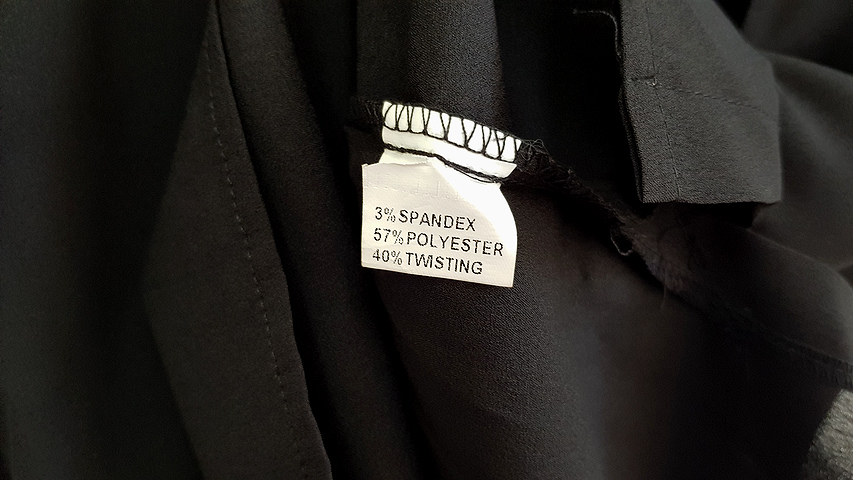 3% SPANDEX
57% POLYESTER
40% TWISTING